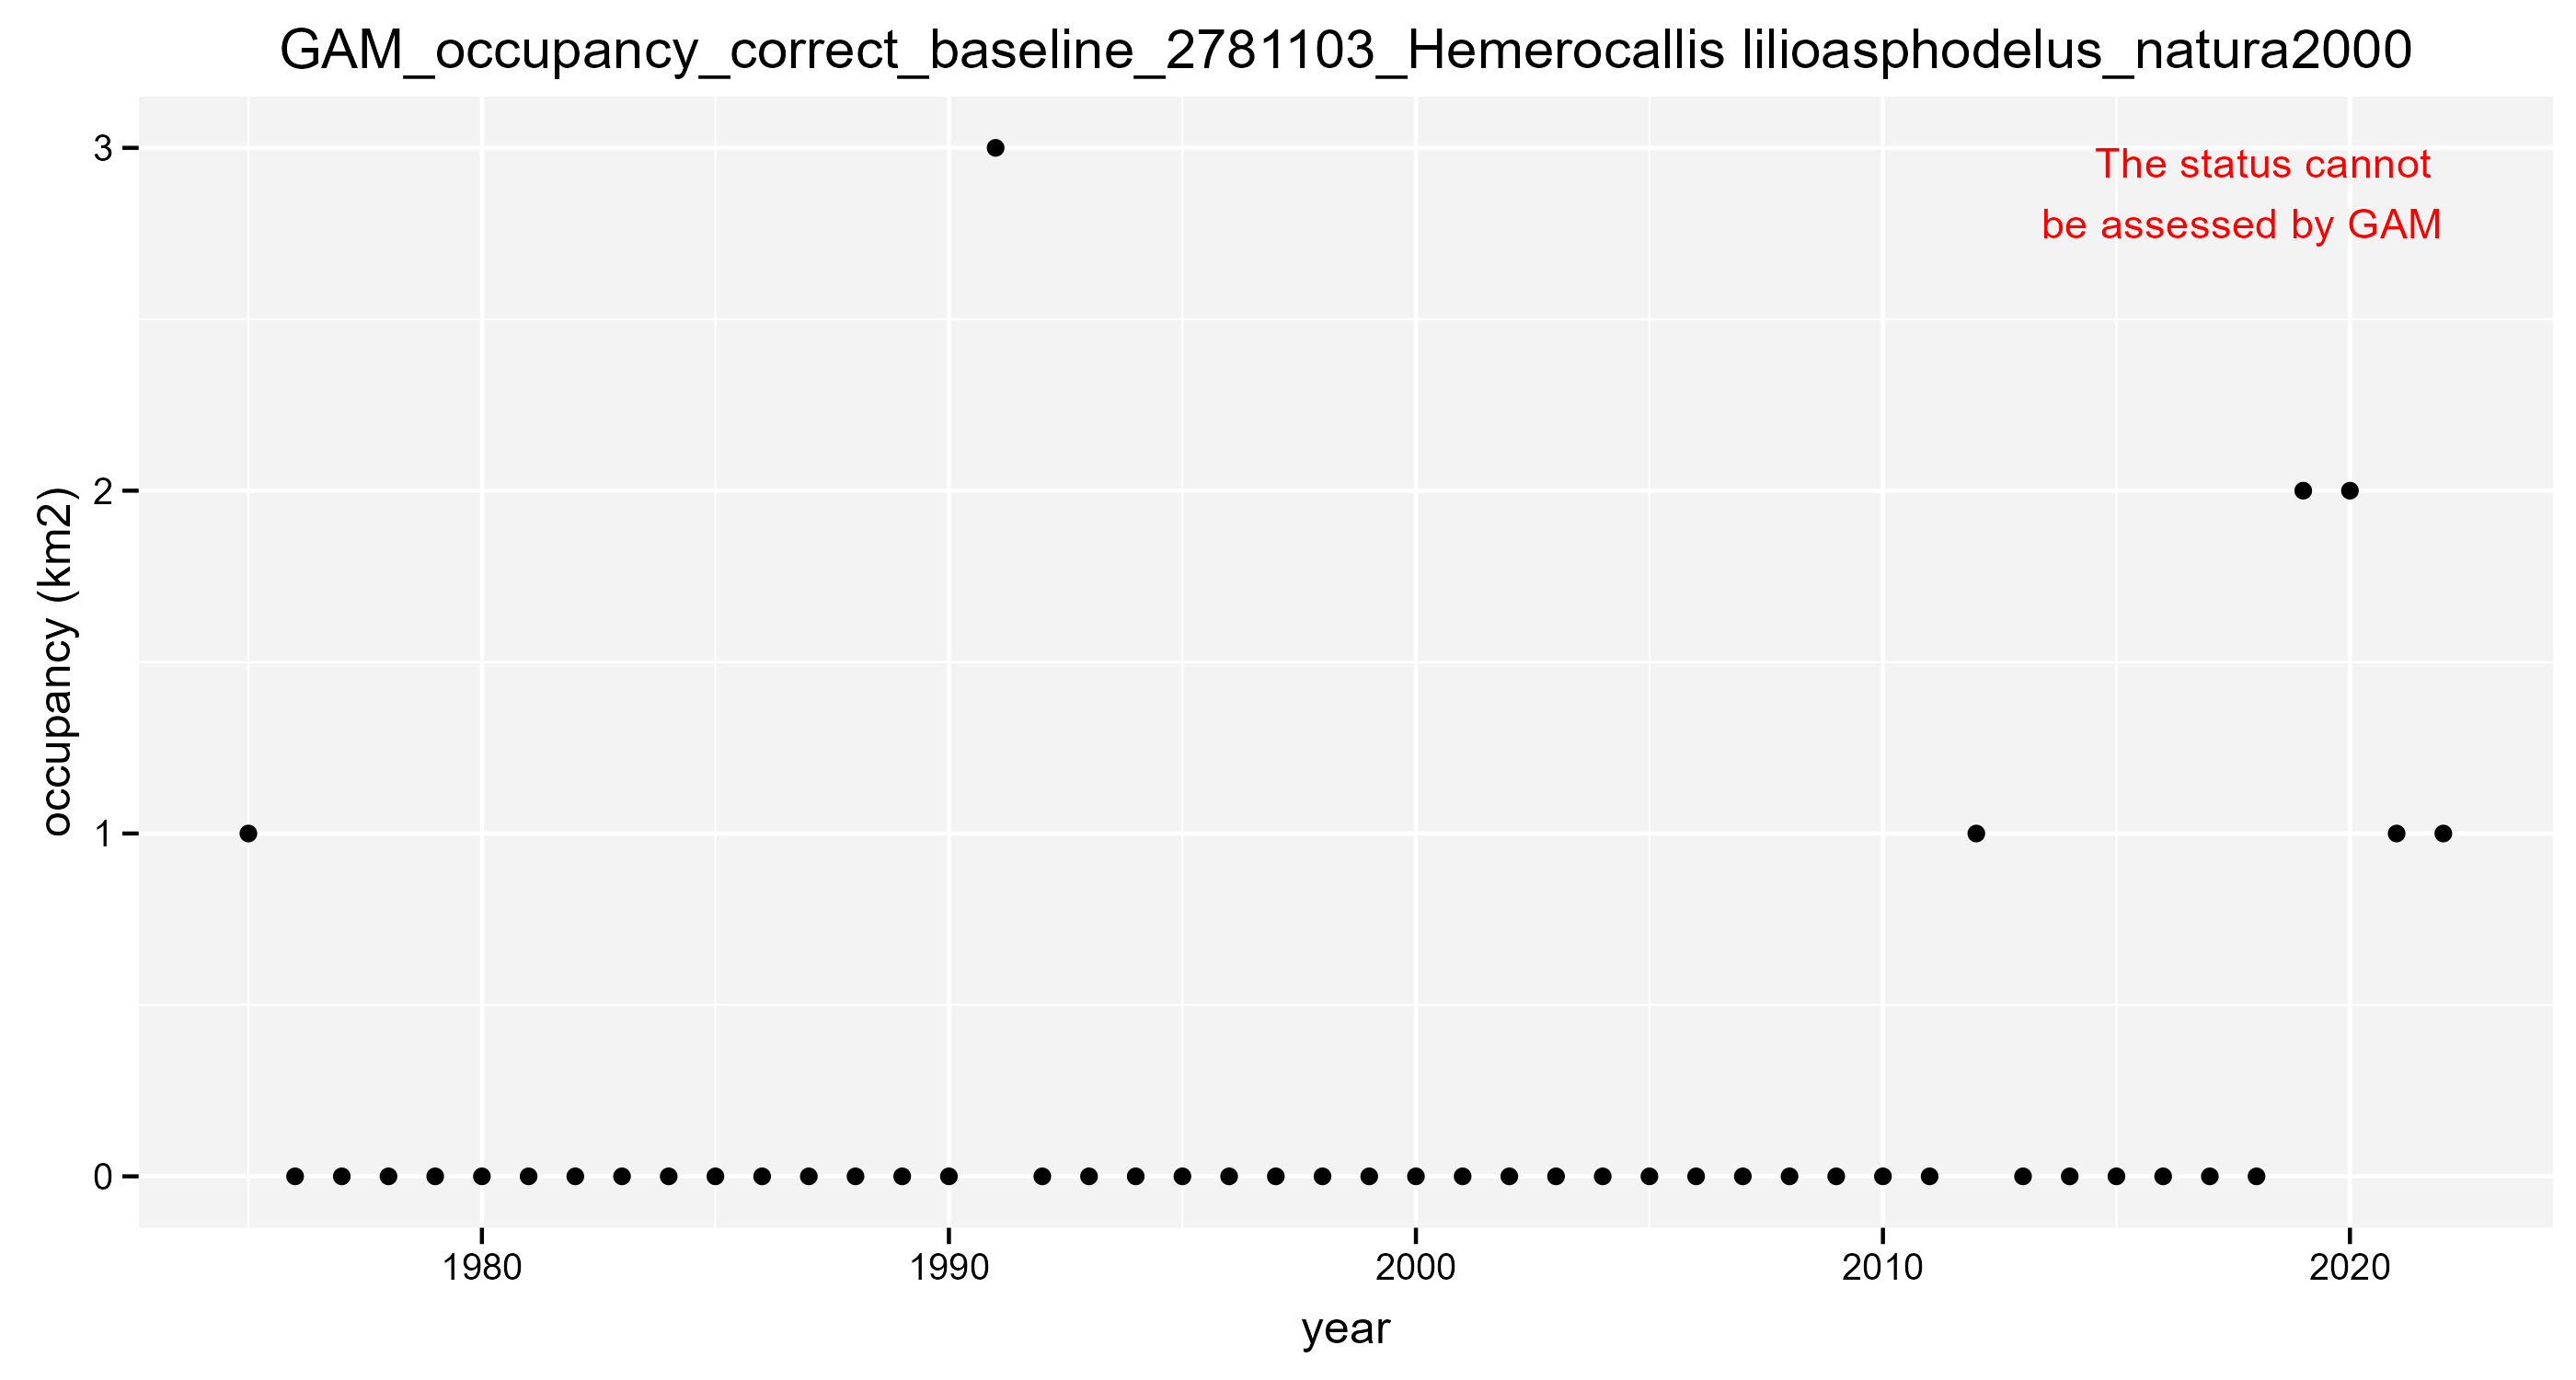 GAM_occupancy_correct_baseline_2781103_Hemerocallis lilioasphodelus_natura2000
The status cannot
be assessed by GAM
occupancy (km2)
3
2
1
0
1980 1990 2000 2010 2020
year